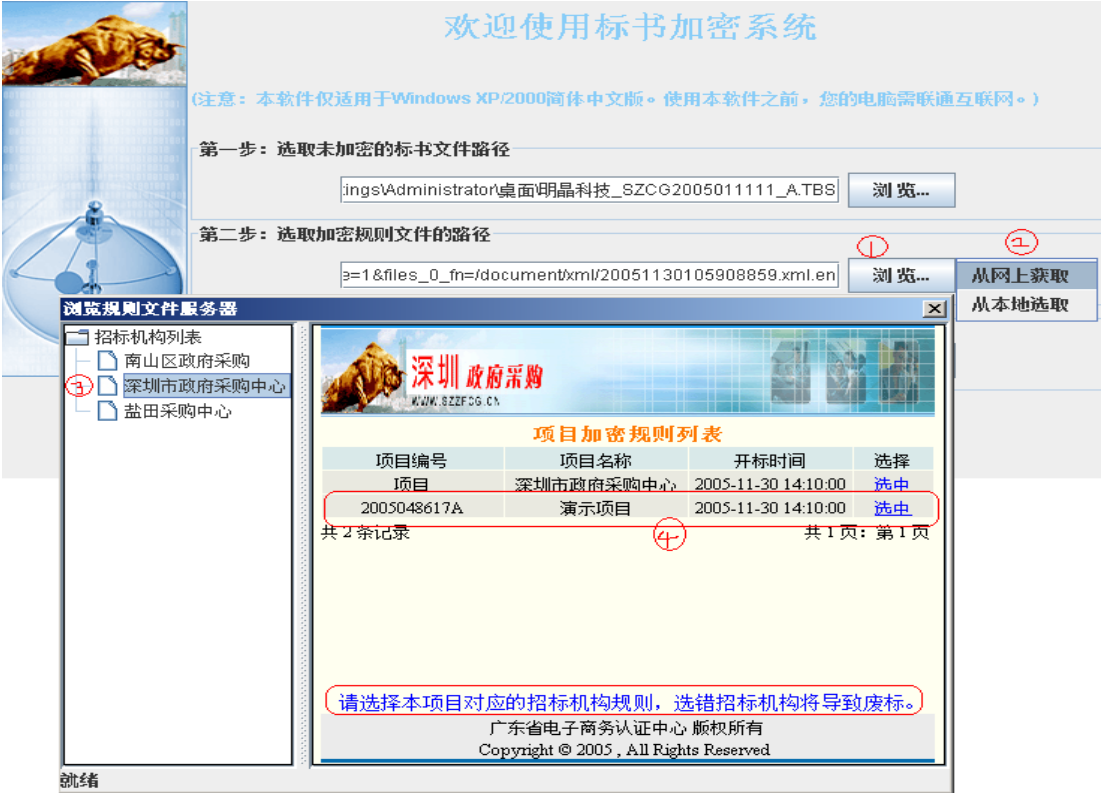 欢迎使用标书加密系统
(注意：本软件仅适用于Windows XP/2000简体中文版。使用本软件之前，您的电脑需联通互联网。)
第一步：选取未加密的标书文件路径
:ings\Administrator\桌面\明晶科技_SZCG2005011111_A.TBS 浏览...
第二步：选取加密规则文件的路径
① ②
e=1&files_0_fn=/document/xml/20051130105908859.xml.en 浏览... 从网上获取
从本地选取
浏览规则文件服务器
招标机构列表
南山区政府采购
③ 深圳市政府采购中心
盐田采购中心
深圳政府采购
WWW.SZZFCG.CN
项目加密规则列表
项目编号 项目名称 开标时间 选择
项目 深圳市政府采购中心 2005-11-30 14:10:00 选中
2005048617A 演示项目 2005-11-30 14:10:00 选中
共 2 条记录 共 1 页：第 1 页
④
请选择本项目对应的招标机构规则，选错招标机构将导致废标。
广东省电子商务认证中心 版权所有
Copyright © 2005 , All Rights Reserved
就绪